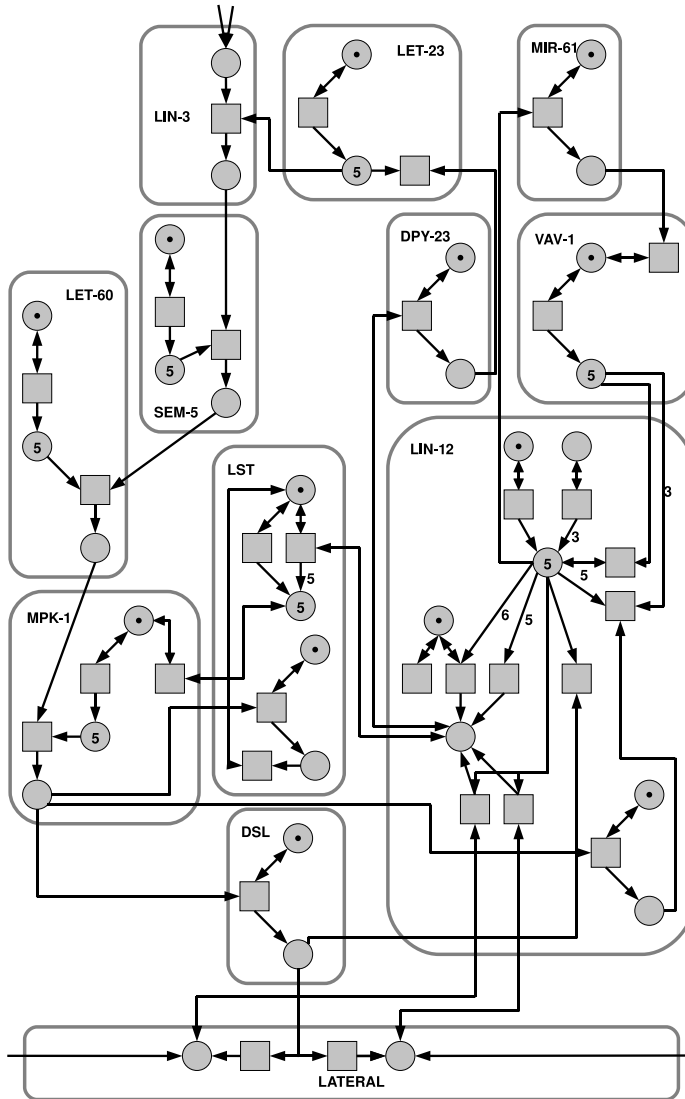 LET-23
MIR-61
LIN-3
5
DPY-23
VAV-1
LET-60
5
5
SEM-5
5
LIN-12
LST
3
3
5
5
5
5
MPK-1
6
5
5
DSL
LATERAL